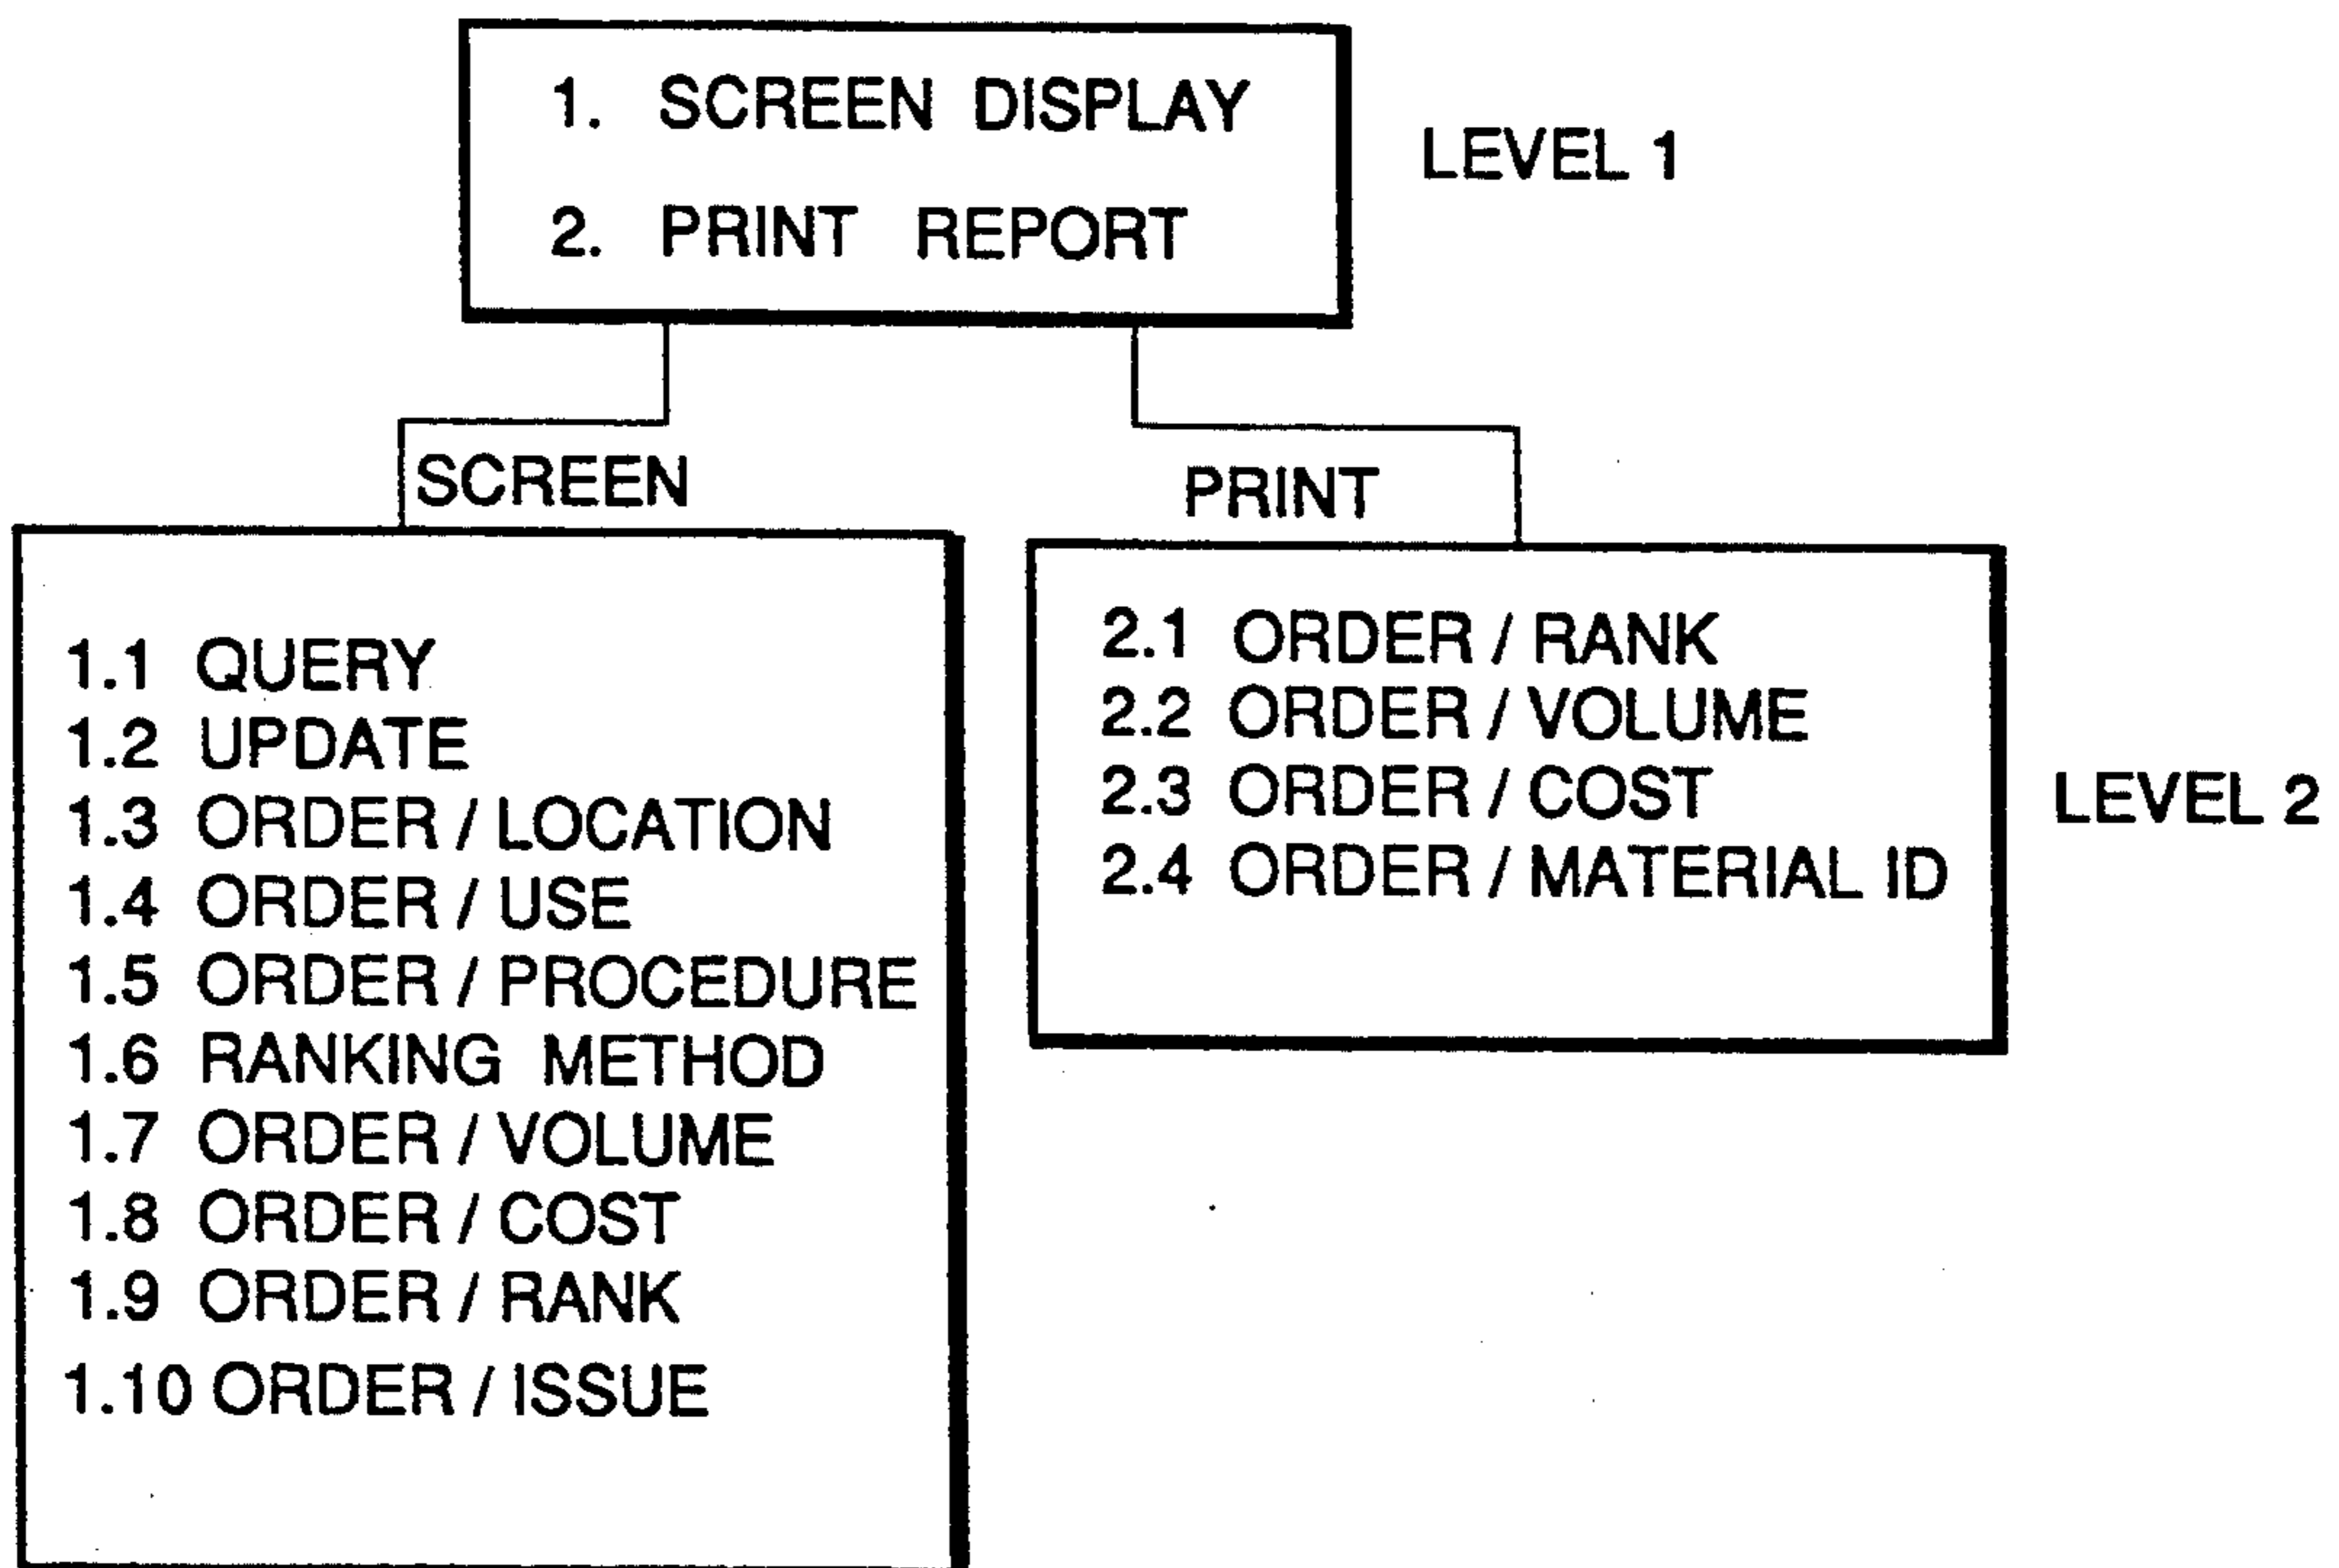 1. SCREEN DISPLAY
2. PRINT REPORT
LEVEL 1
SCREEN
PRINT
1.1 QUERY
1.2 UPDATE
1.3 ORDER / LOCATION
1.4 ORDER / USE
1.5 ORDER / PROCEDURE
1.6 RANKING METHOD
1.7 ORDER / VOLUME
1.8 ORDER / COST
1.9 ORDER / RANK
1.10 ORDER / ISSUE
2.1 ORDER / RANK
2.2 ORDER / VOLUME
2.3 ORDER / COST
2.4 ORDER / MATERIAL ID
LEVEL 2